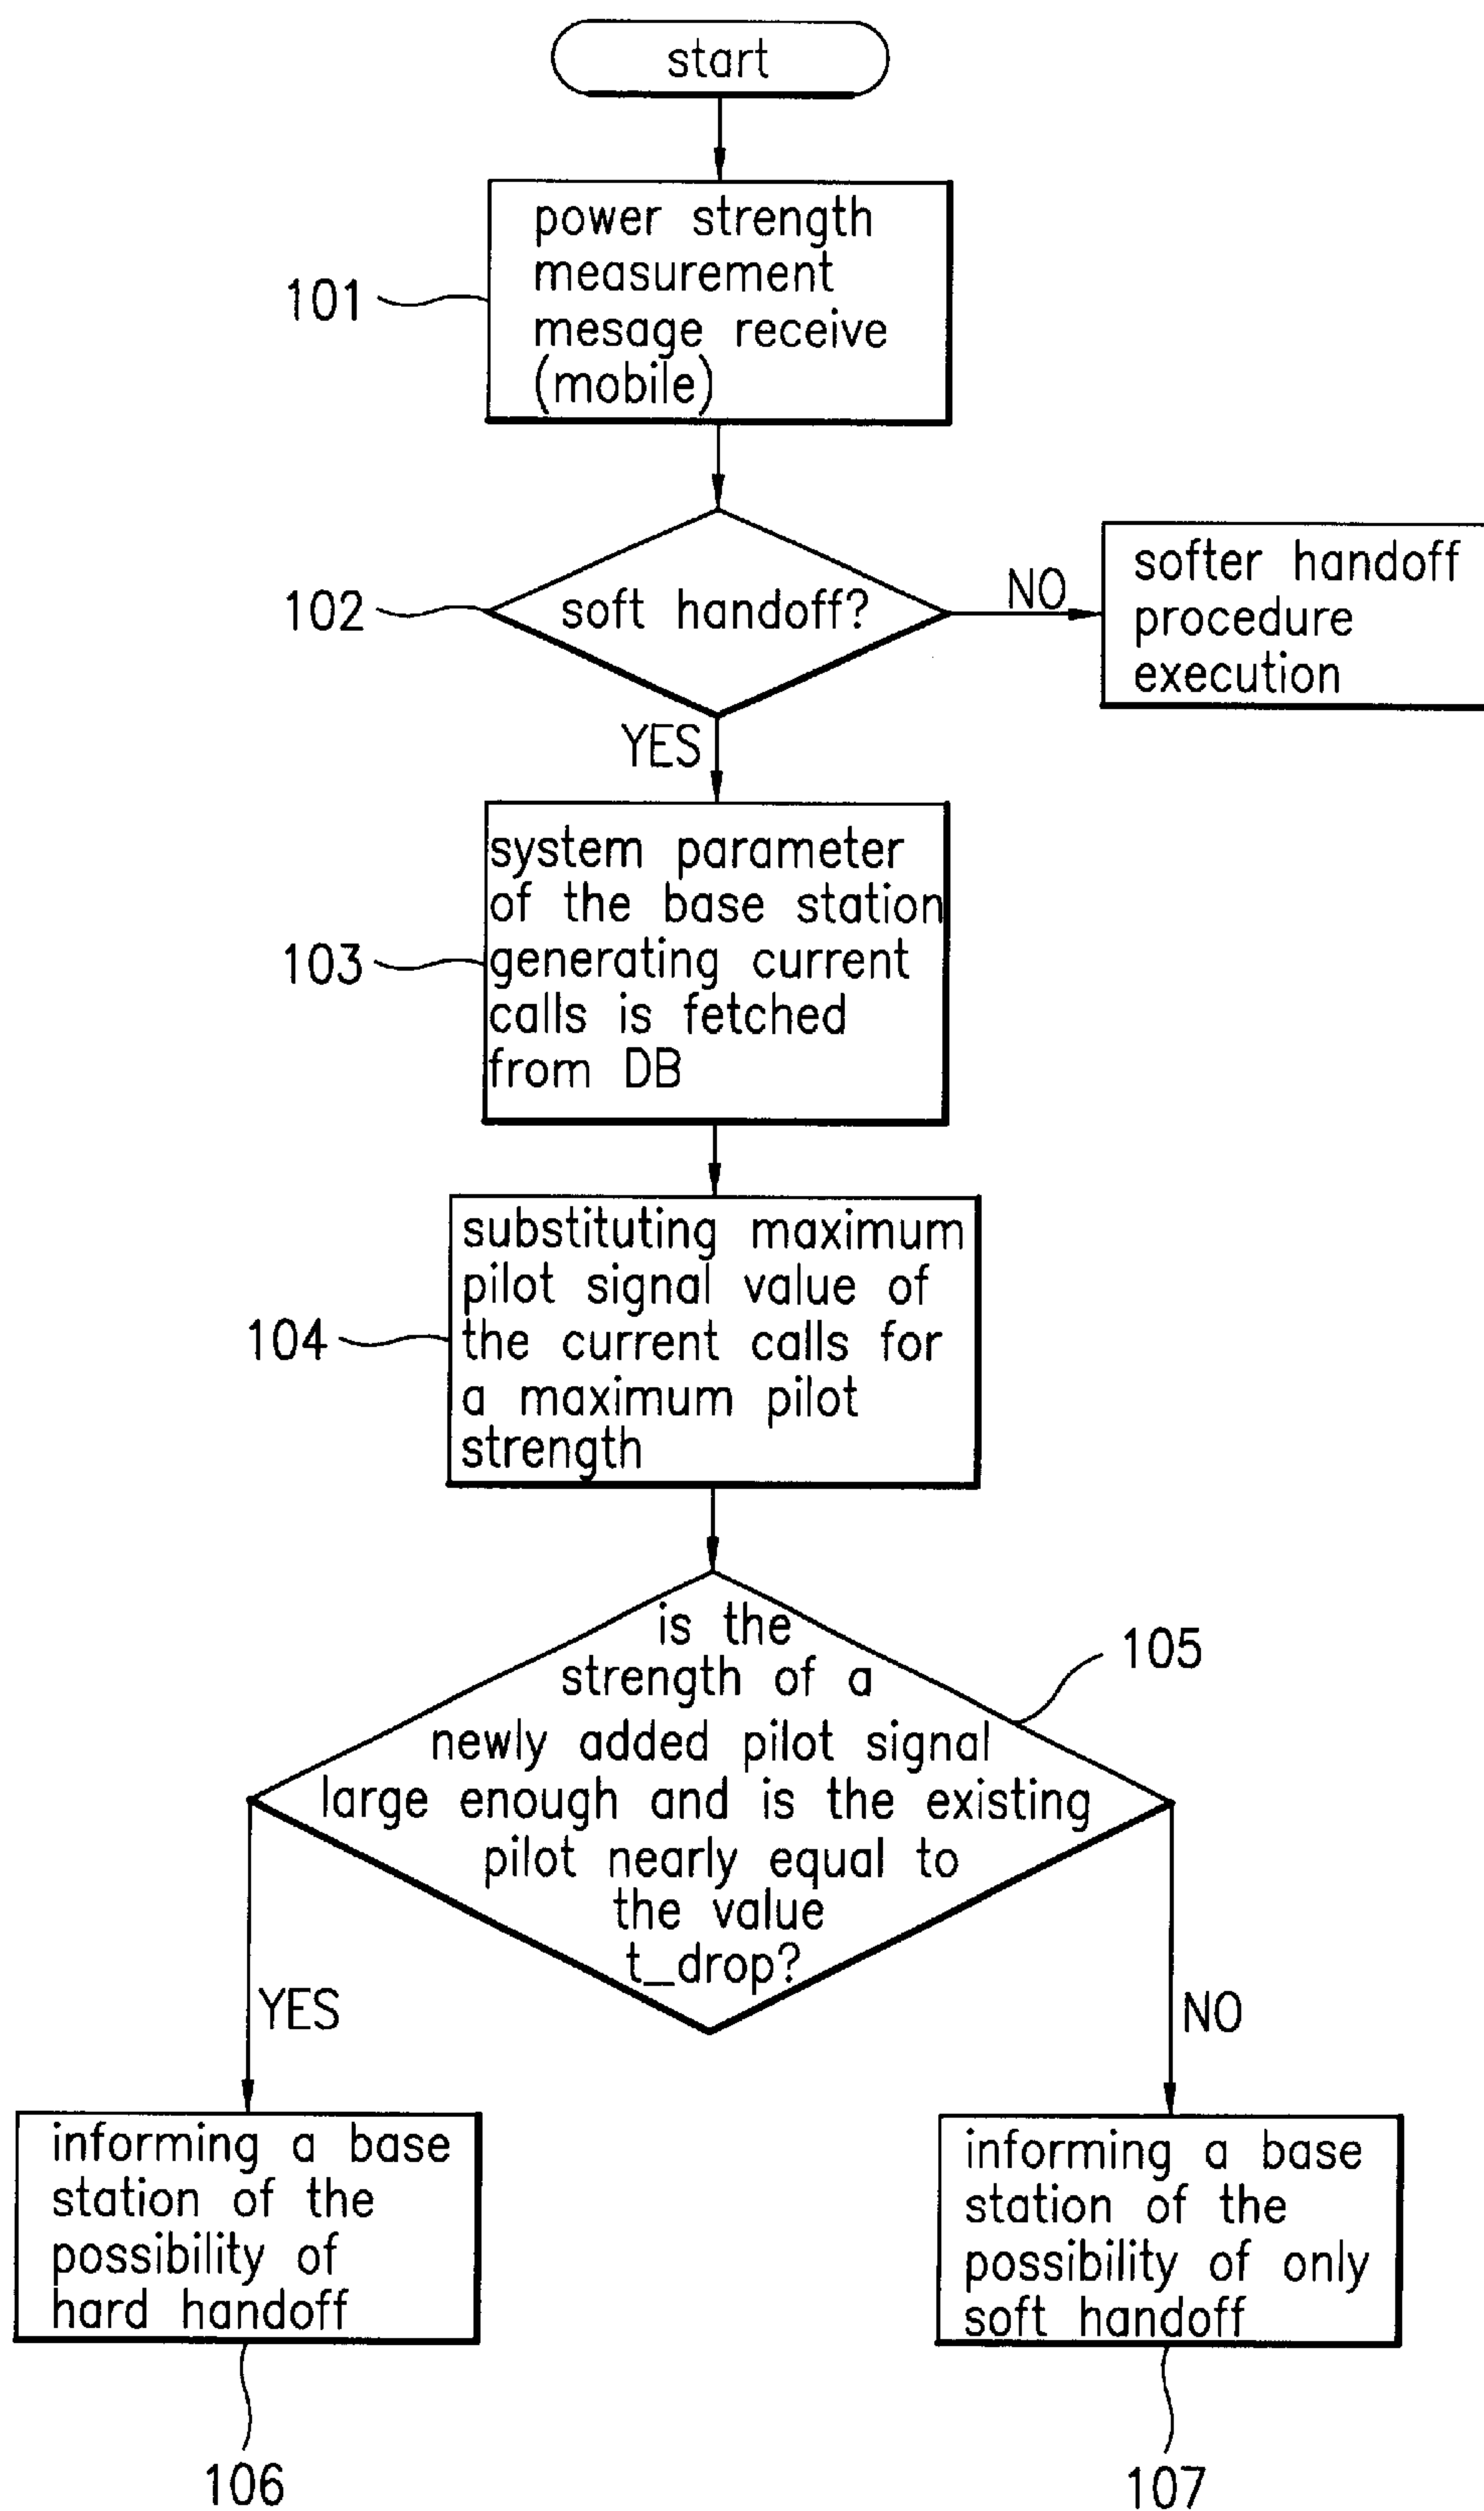 start
power strength
measurement
mesage receive
(mobile)
101
soft handoff?
102
NO
softer handoff
procedure
execution
YES
system parameter
of the base station
generating current
calls is fetched
from DB
103
substituting maximum
pilot signal value of
the current calls for
a maximum pilot
strength
104
is the
strength of a
newly added pilot signal
large enough and is the existing
pilot nearly equal to
the value
t_drop?
105
YES
NO
informing a base
station of the
possibility of
hard handoff
106
informing a base
station of the
possibility of only
soft handoff
107